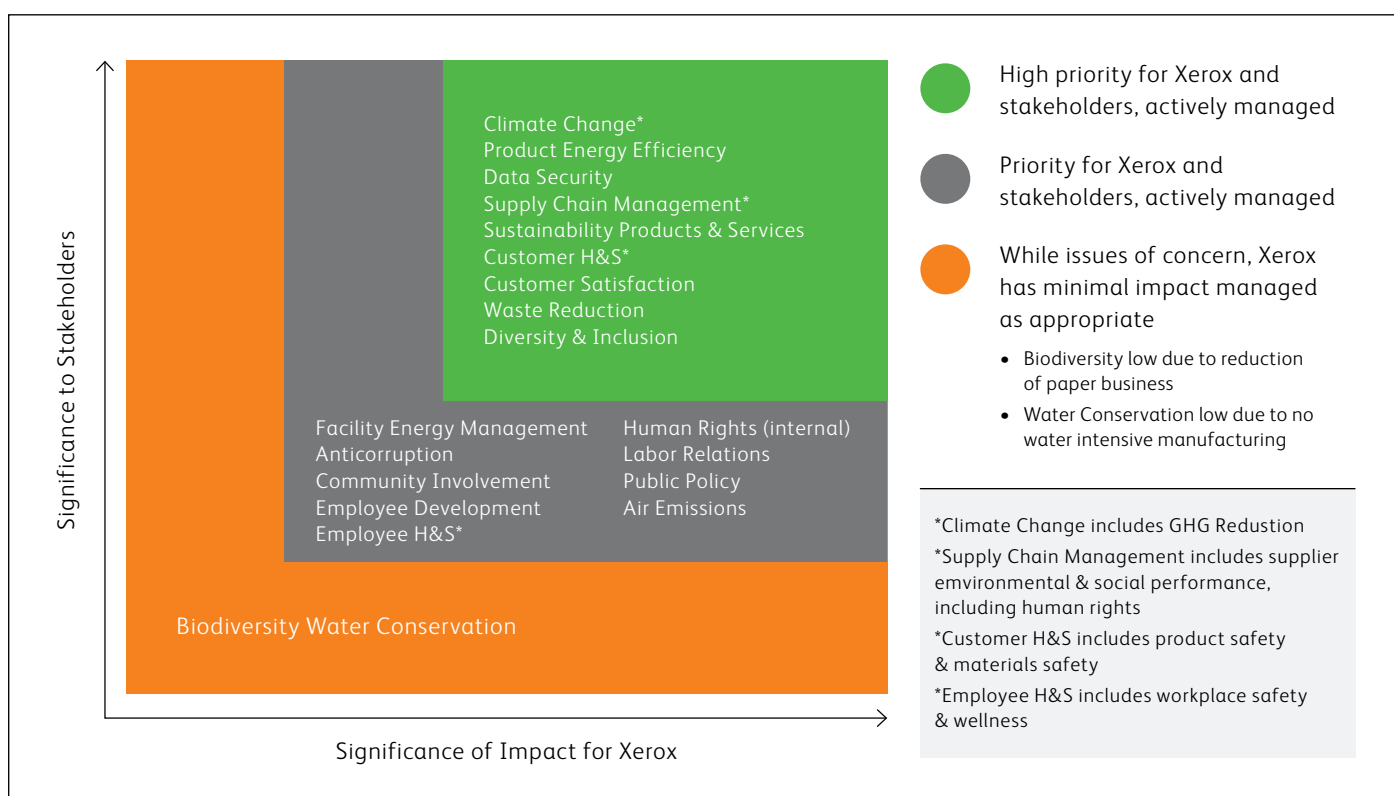 Significance to Stakeholders
Climate Change*
Product Energy Efficiency
Data Security
Supply Chain Management*
Sustainability Products & Services
Customer H&S*
Customer Satisfaction
Waste Reduction
Diversity & Inclusion
Facility Energy Management
Anticorruption
Community Involvement
Employee Development
Employee H&S*
Human Rights (internal)
Labor Relations
Public Policy
Air Emissions
Biodiversity Water Conservation
Significance of Impact for Xerox
High priority for Xerox and
stakeholders, actively managed
Priority for Xerox and
stakeholders, actively managed
While issues of concern, Xerox
has minimal impact managed
as appropriate
• Biodiversity low due to reduction
of paper business
• Water Conservation low due to no
water intensive manufacturing
*Climate Change includes GHG Redustion
*Supply Chain Management includes supplier
emvironmental & social performance,
including human rights
*Customer H&S includes product safety
& materials safety
*Employee H&S includes workplace safety
& wellness